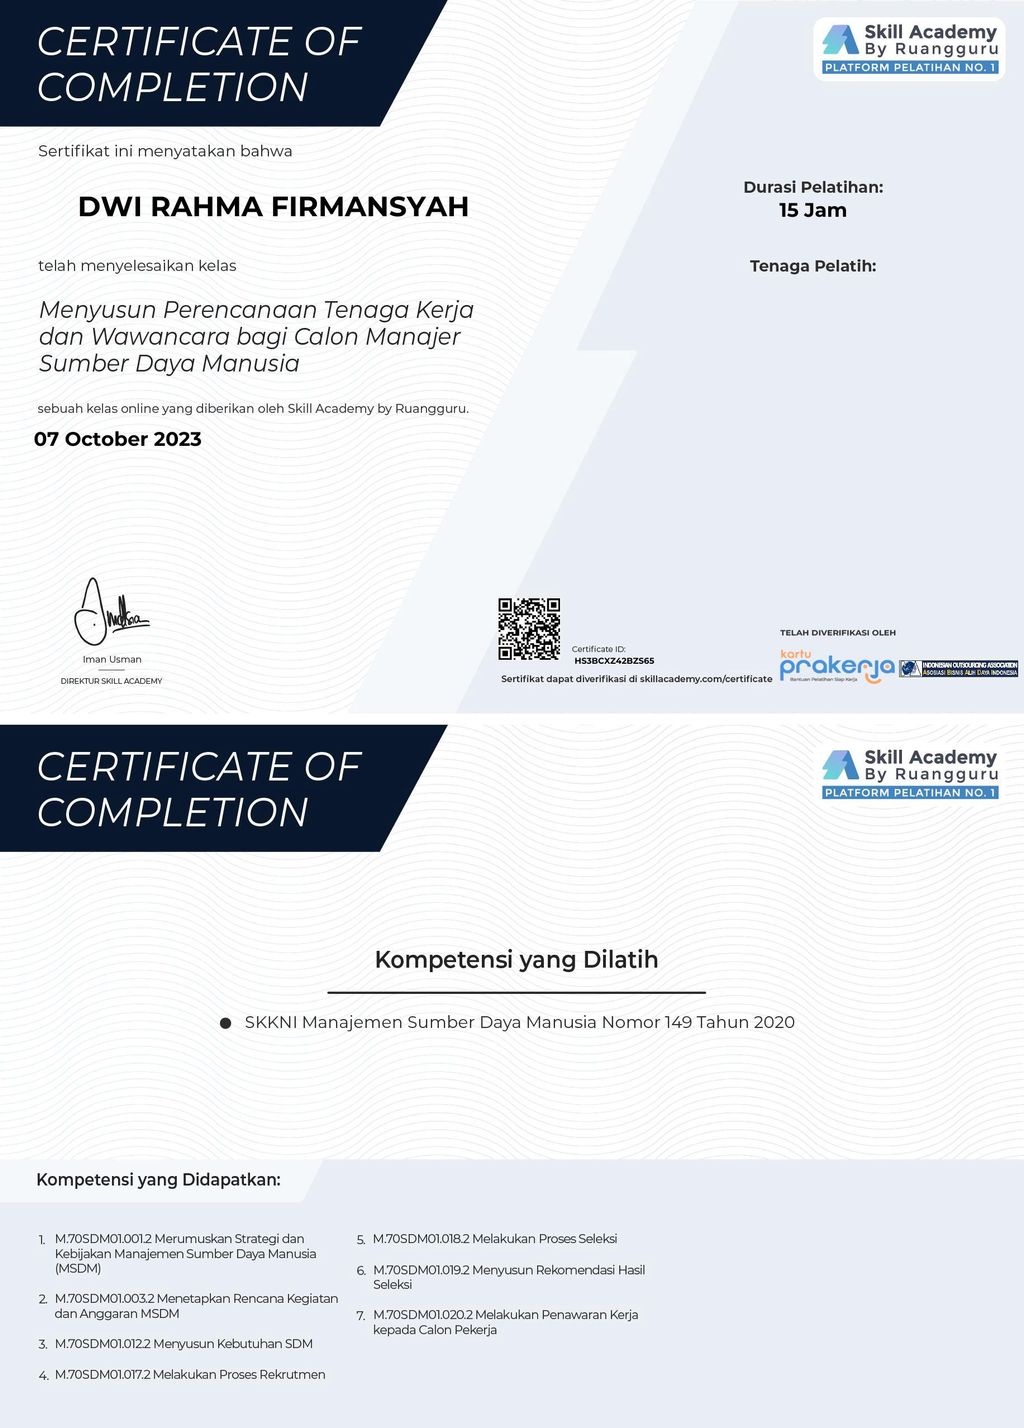 CERTIFICATE OF
COMPLETION
Skill Academy
By Ruangguru
PLATFORM PELATIHAN NO. 1
Sertifikat ini menyatakan bahwa
DWI RAHMA FIRMANSYAH
telah menyelesaikan kelas
Menyusun Perencanaan Tenaga Kerja
dan Wawancara bagi Calon Manajer
Sumber Daya Manusia
sebuah kelas online yang diberikan oleh Skill Academy by Ruangguru.
07 October 2023
Durasi Pelatihan:
15 Jam
Tenaga Pelatih:
Iman Usman
DIREKTUR SKILL ACADEMY
Certificate ID:
HS3BCXZ42BZS65
Sertifikat dapat diverifikasi di skillacademy.com/certificate
TELAH DIVERIFIKASI OLEH
kartu
prakerja
Bantuan Pelatihan Siap Kerja
INDONESIAN OUTSOURCING ASSOCIATION
ASOSIASI BISNIS ALIH DAYA INDONESIA
CERTIFICATE OF
COMPLETION
Skill Academy
By Ruangguru
PLATFORM PELATIHAN NO. 1
Kompetensi yang Dilatih
● SKKNI Manajemen Sumber Daya Manusia Nomor 149 Tahun 2020
Kompetensi yang Didapatkan:
1. M.70SDM01.001.2 Merumuskan Strategi dan
Kebijakan Manajemen Sumber Daya Manusia
(MSDM)
2. M.70SDM01.003.2 Menetapkan Rencana Kegiatan
dan Anggaran MSDM
3. M.70SDM01.012.2 Menyusun Kebutuhan SDM
4. M.70SDM01.017.2 Melakukan Proses Rekrutmen
5. M.70SDM01.018.2 Melakukan Proses Seleksi
6. M.70SDM01.019.2 Menyusun Rekomendasi Hasil
Seleksi
7. M.70SDM01.020.2 Melakukan Penawaran Kerja
kepada Calon Pekerja